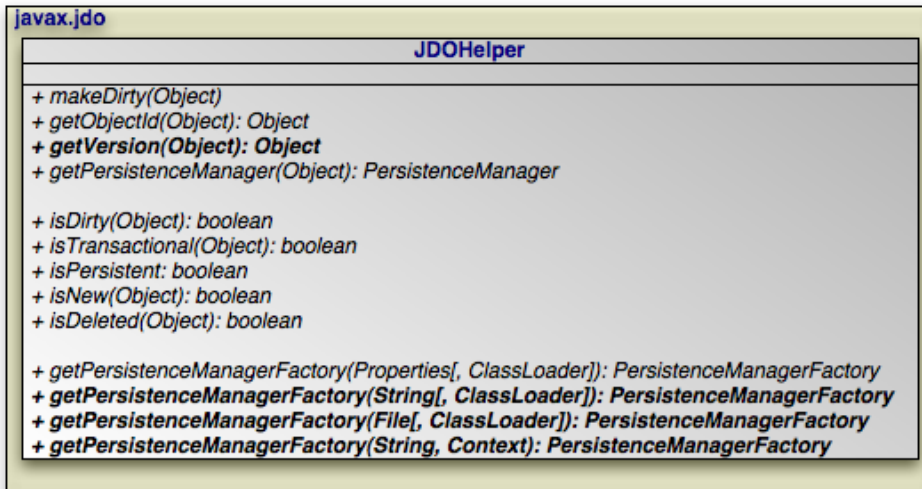 javax.jdo
JDOHelper
+ makeDirty(Object)
+ getObjectId(Object): Object
+ getVersion(Object): Object
+ getPersistenceManager(Object): PersistenceManager
+ isDirty(Object): boolean
+ isTransactional(Object): boolean
+ isPersistent: boolean
+ isNew(Object): boolean
+ isDeleted(Object): boolean
+ getPersistenceManagerFactory(Properties[, ClassLoader]): PersistenceManagerFactory
+ getPersistenceManagerFactory(String[, ClassLoader]): PersistenceManagerFactory
+ getPersistenceManagerFactory(File[, ClassLoader]): PersistenceManagerFactory
+ getPersistenceManagerFactory(String, Context): PersistenceManagerFactory